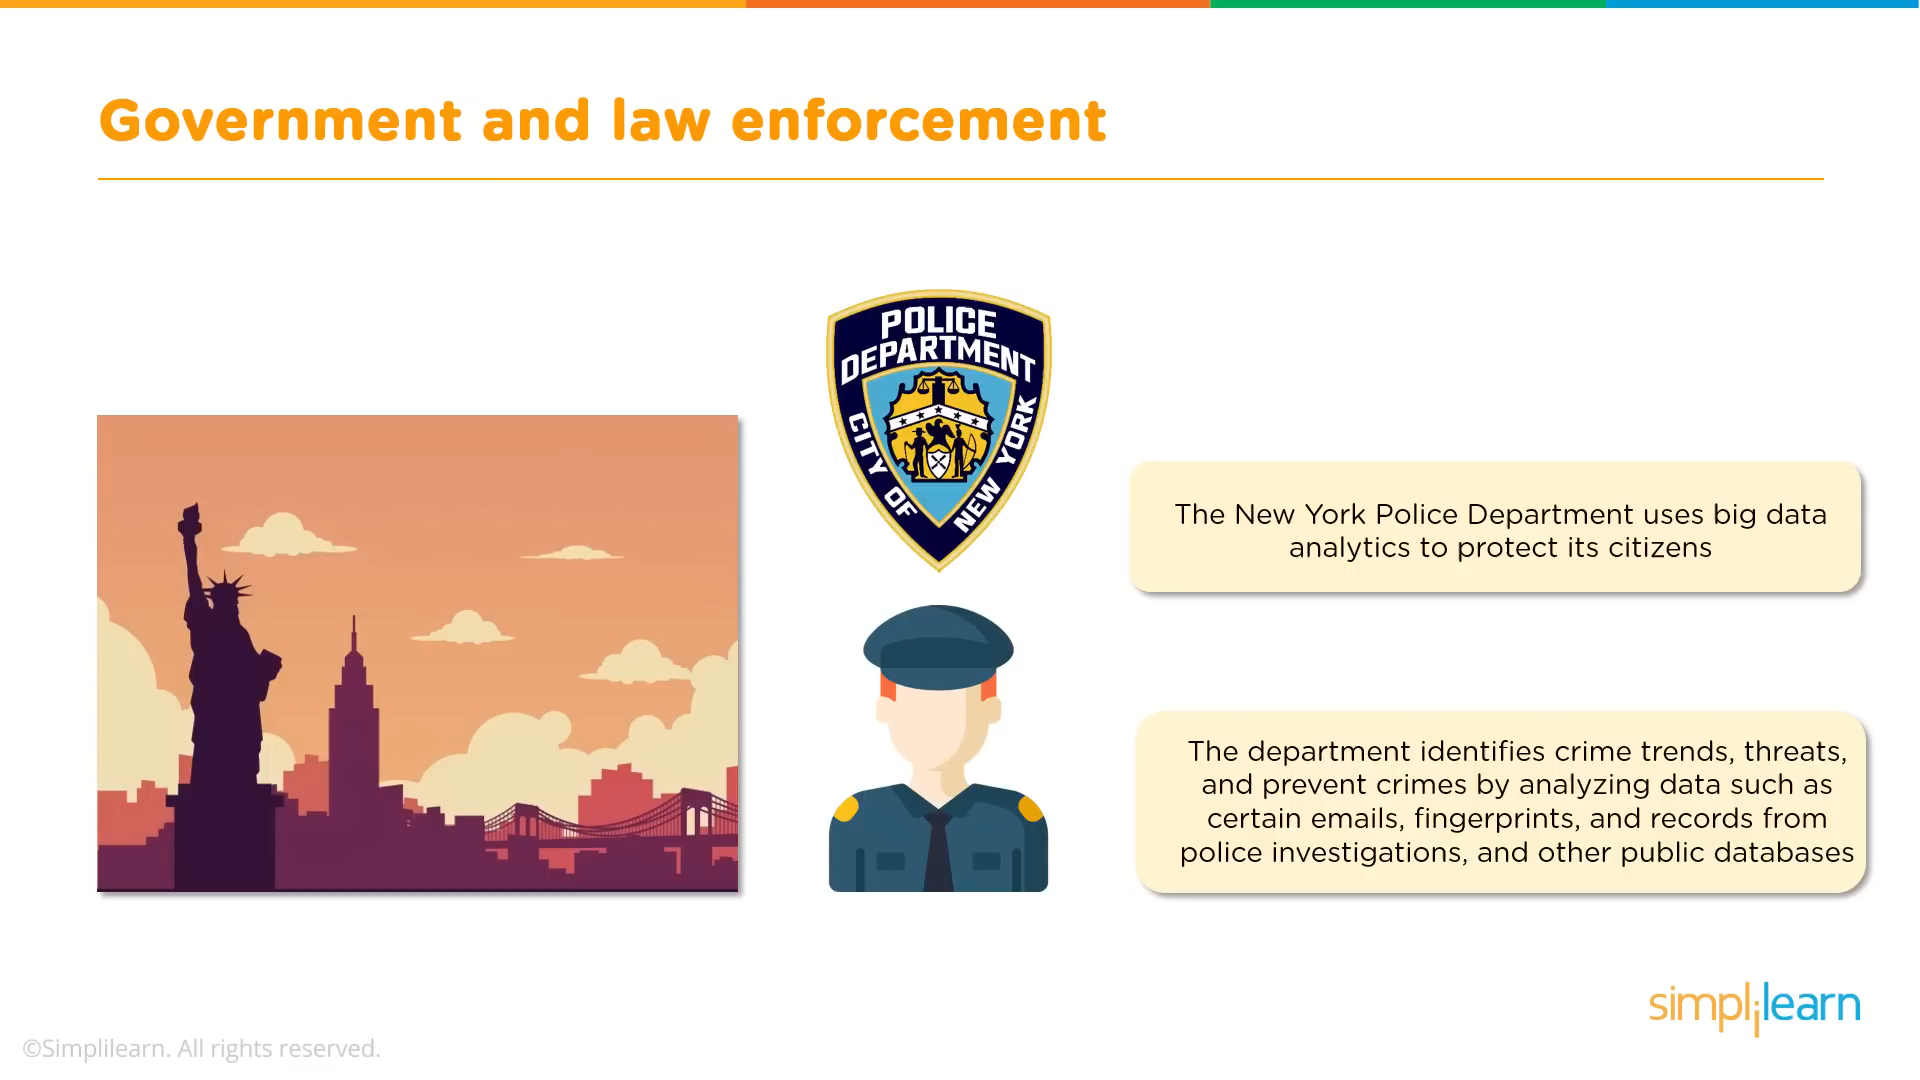 Government and law enforcement
POLICE
DEPARTMENT
CITY OF
NEW YORK
The New York Police Department uses big data
analytics to protect its citizens
The department identifies crime trends, threats,
and prevent crimes by analyzing data such as
certain emails, fingerprints, and records from
police investigations, and other public databases
simplilearn
©Simplilearn. All rights reserved.